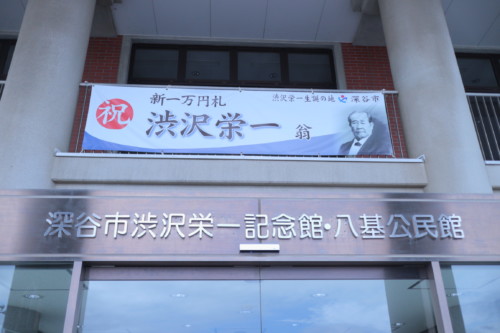 祝
新一万円札
渋沢栄一 翁
渋沢栄一生誕の地 深谷市
深谷市渋沢栄一記念館・八基公民館